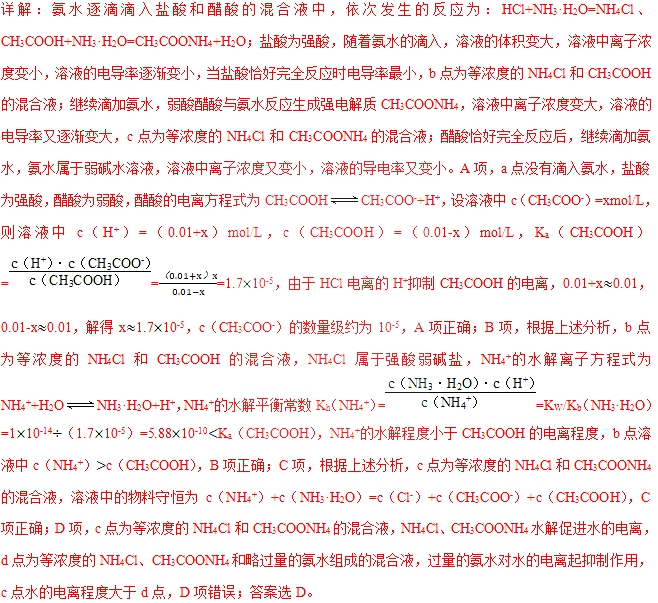 详解：氨水逐滴滴入盐酸和醋酸的混合液中，依次发生的反应为：HCl+NH3·H2O=NH4Cl、
CH3COOH+NH3·H2O=CH3COONH4+H2O；盐酸为强酸，随着氨水的滴入，溶液的体积变大，溶液中离子浓
度变小，溶液的电导率逐渐变小，当盐酸恰好完全反应时电导率最小，b点为等浓度的NH4Cl和CH3COOH
的混合液；继续滴加氨水，弱酸醋酸与氨水反应生成强电解质CH3COONH4，溶液中离子浓度变大，溶液的
电导率又逐渐变大，c点为等浓度的NH4Cl和CH3COONH4的混合液；醋酸恰好完全反应后，继续滴加氨
水，氨水属于弱碱水溶液，溶液中离子浓度又变小，溶液的导电率又变小。A项，a点没有滴入氨水，盐酸
为强酸，醋酸为弱酸，醋酸的电离方程式为CH3COOH⇌CH3COO-+H+，设溶液中c（CH3COO-）=xmol/L，
则溶液中c（H+）=（0.01+x）mol/L，c（CH3COOH）=（0.01-x）mol/L，Ka（CH3COOH）
=c（H+）·c（CH3COO-）/c（CH3COOH）=（0.01+x）x/0.01-x=1.7×10-5，由于HCl电离的H+抑制CH3COOH的电离，0.01+x≈0.01，
0.01-x≈0.01，解得x≈1.7×10-5，c（CH3COO-）的数量级约为10-5，A项正确；B项，根据上述分析，b点
为等浓度的NH4Cl和CH3COOH的混合液，NH4Cl属于强酸弱碱盐，NH4+的水解离子方程式为
NH4++H2O⇌NH3·H2O+H+，NH4+的水解平衡常数Ka（NH4+）=c（NH3·H2O）·c（H+）/c（NH4+）=KW/Kb（NH3·H2O）
=1×10-14÷（1.7×10-5）=5.88×10-10<Ka（CH3COOH），NH4+的水解程度小于CH3COOH的电离程度，b点溶
液中c（NH4+）>c（CH3COOH），B项正确；C项，根据上述分析，c点为等浓度的NH4Cl和CH3COONH4
的混合液，溶液中的物料守恒为c（NH4+）+c（NH3·H2O）=c（Cl-）+c（CH3COO-）+c（CH3COOH），C
项正确；D项，c点为等浓度的NH4Cl和CH3COONH4的混合液，NH4Cl、CH3COONH4水解促进水的电离，
d点为等浓度的NH4Cl、CH3COONH4和略过量的氨水组成的混合液，过量的氨水对水的电离起抑制作用，
c点水的电离程度大于d点，D项错误；答案选D。